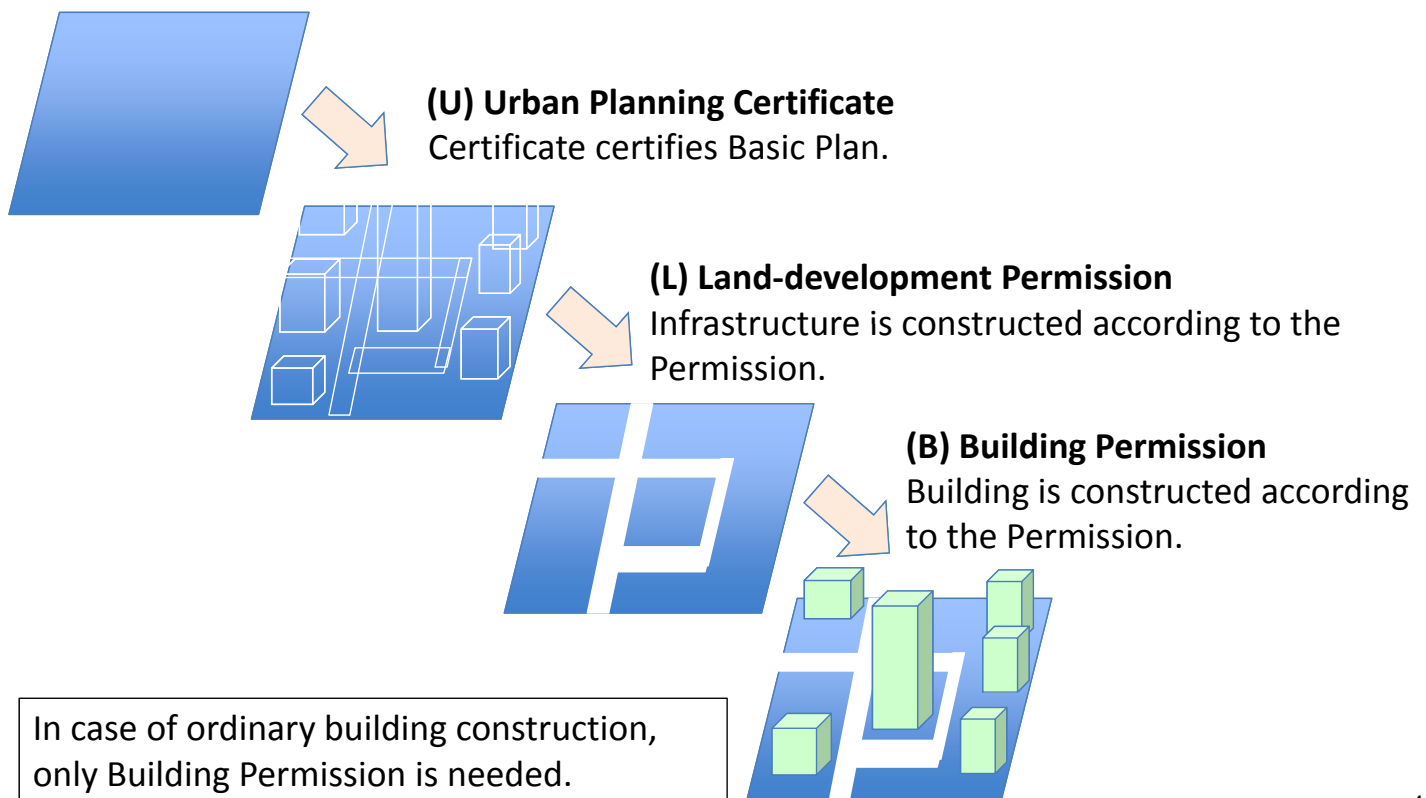 (U) Urban Planning Certificate
Certificate certifies Basic Plan.
(L) Land-development Permission
Infrastructure is constructed according to the
Permission.
(B) Building Permission
Building is constructed according
to the Permission.
In case of ordinary building construction,
only Building Permission is needed.